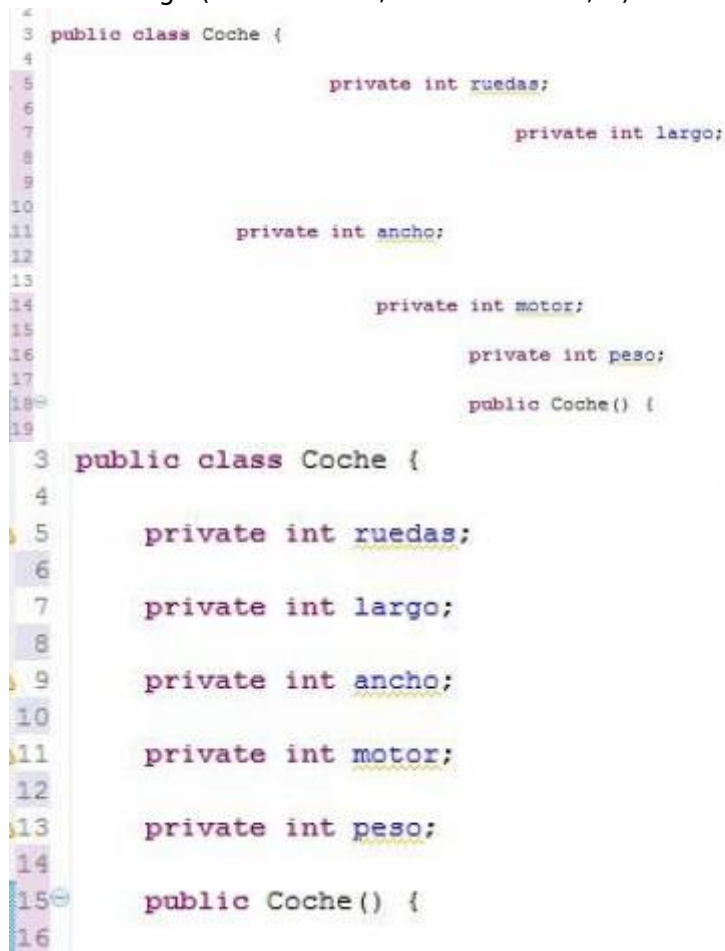 2
3 public class Coche {
4
5 private int ruedas;
6
7 private int largo;
8
9
10
11 private int ancho;
12
13
14 private int motor;
15
16 private int peso;
17
18 public Coche() {
19
3 public class Coche {
4
5 private int ruedas;
6
7 private int largo;
8
9 private int ancho;
10
11 private int motor;
12
13 private int peso;
14
15 public Coche() {
16